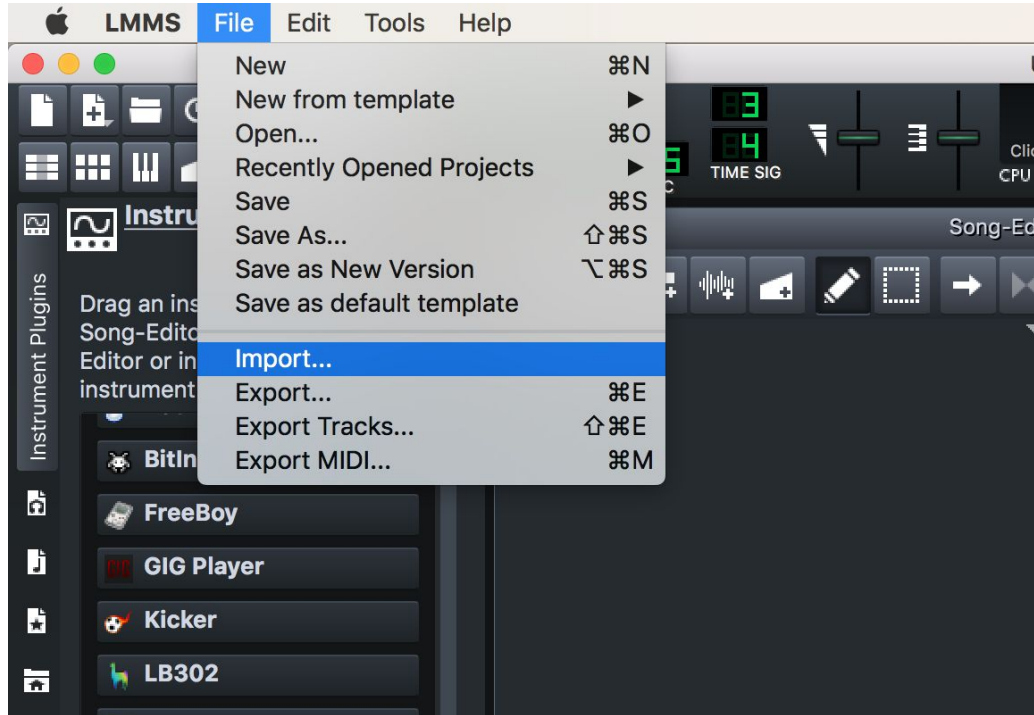 LMMS File Edit Tools Help
New ⌘N
New from template ▶
Open... ⌘O
Recently Opened Projects ▶
Save ⌘S
Save As... ⇧⌘S
Save as New Version ⌥⌘S
Save as default template
Import...
Export... ⌘E
Export Tracks... ⇧⌘E
Export MIDI... ⌘M
3
4
TIME SIG
CPU
Song-Ed
Instru
Instrument Plugins
Drag an ins
Song-Edito
Editor or in
instrument
BitIn
FreeBoy
GIG Player
Kicker
LB302